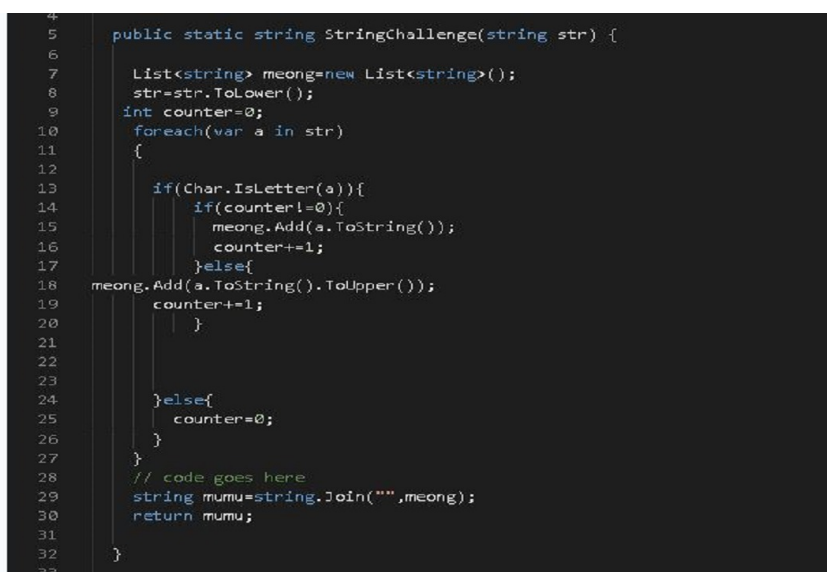 4
5 public static string StringChallenge(string str) {
6
7 List<string> meong=new List<string>();
8 str=str.ToLower();
9 int counter=0;
10 foreach(var a in str)
11 {
12
13 if(Char.IsLetter(a)){
14 if(counter!=0){
15 meong.Add(a.ToString());
16 counter+=1;
17 }else{
18 meong.Add(a.ToString().ToUpper());
19 counter+=1;
20 }
21
22
23
24 }else{
25 counter=0;
26 }
27 }
28 // code goes here
29 string mumu=string.Join("",meong);
30 return mumu;
31
32 }
33